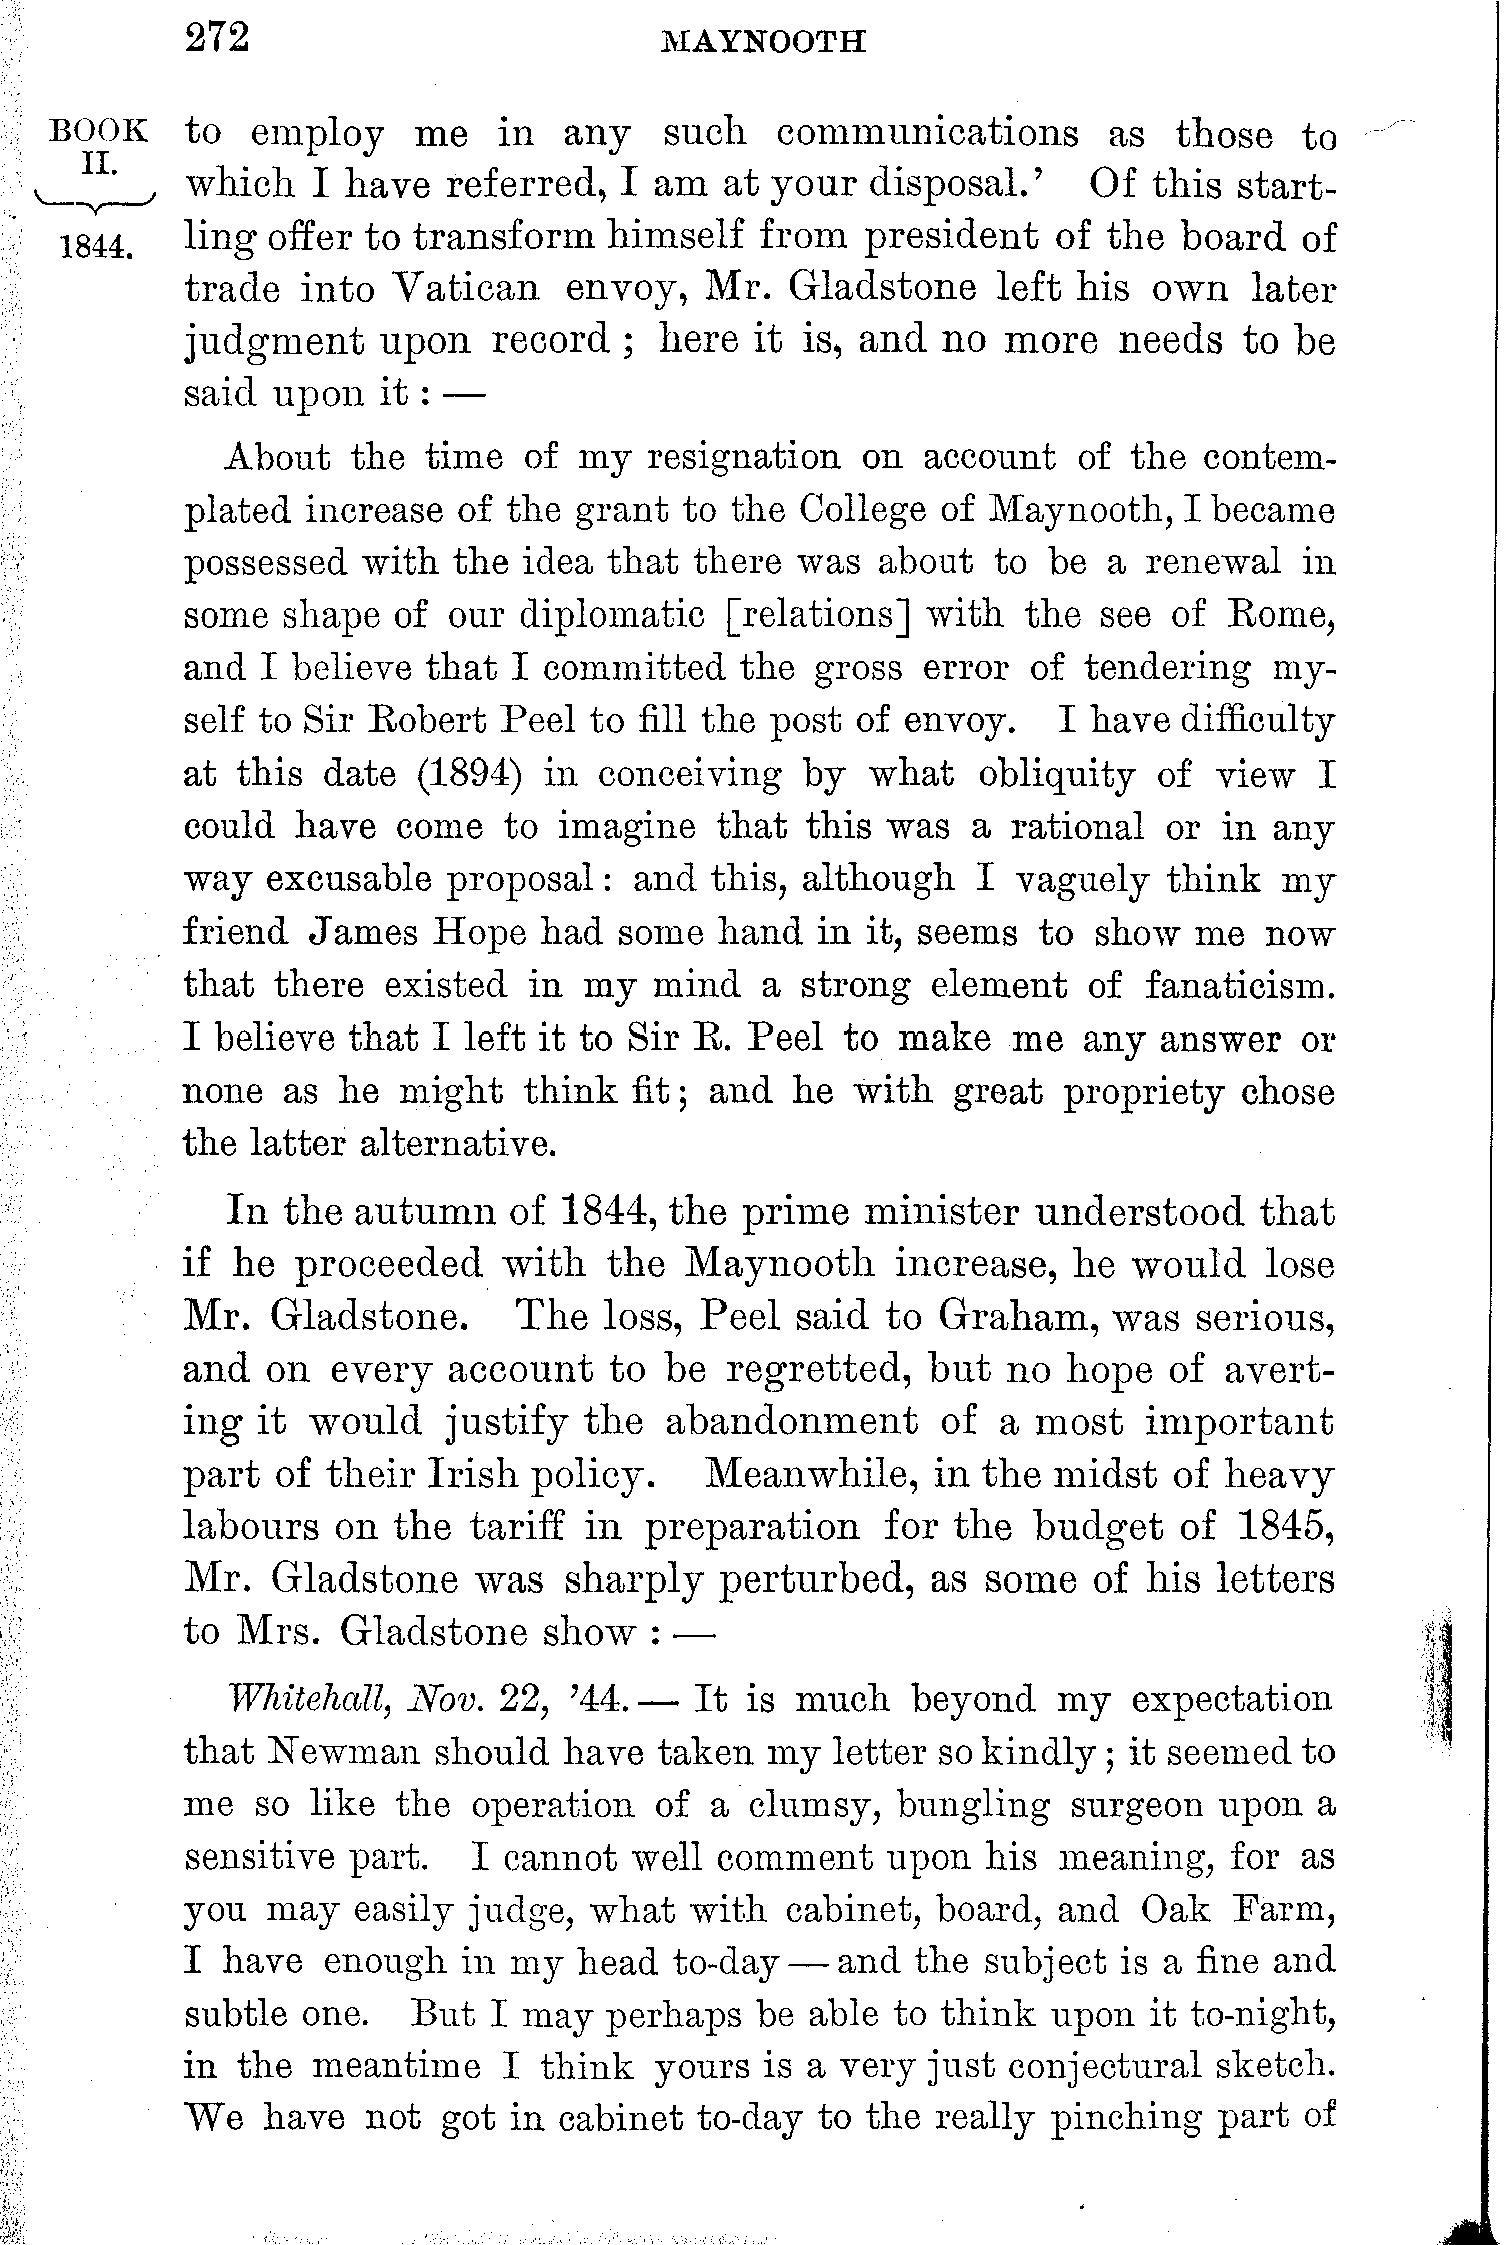 272 MAYNOOTH
BOOK
II.
1844.
to employ me in any such communications as those to
which I have referred, I am at your disposal.’ Of this start-
ling offer to transform himself from president of the board of
trade into Vatican envoy, Mr. Gladstone left his own later
judgment upon record ; here it is, and no more needs to be
said upon it : —
About the time of my resignation on account of the contem-
plated increase of the grant to the College of Maynooth, I became
possessed with the idea that there was about to be a renewal in
some shape of our diplomatic [relations] with the see of Rome,
and I believe that I committed the gross error of tendering my-
self to Sir Robert Peel to fill the post of envoy. I have difficulty
at this date (1894) in conceiving by what obliquity of view I
could have come to imagine that this was a rational or in any
way excusable proposal : and this, although I vaguely think my
friend James Hope had some hand in it, seems to show me now
that there existed in my mind a strong element of fanaticism.
I believe that I left it to Sir R. Peel to make me any answer or
none as he might think fit ; and he with great propriety chose
the latter alternative.
In the autumn of 1844, the prime minister understood that
if he proceeded with the Maynooth increase, he would lose
Mr. Gladstone. The loss, Peel said to Graham, was serious,
and on every account to be regretted, but no hope of avert-
ing it would justify the abandonment of a most important
part of their Irish policy. Meanwhile, in the midst of heavy
labours on the tariff in preparation for the budget of 1845,
Mr. Gladstone was sharply perturbed, as some of his letters
to Mrs. Gladstone show : —
Whitehall, Nov. 22, ’44. — It is much beyond my expectation
that Newman should have taken my letter so kindly ; it seemed to
me so like the operation of a clumsy, bungling surgeon upon a
sensitive part. I cannot well comment upon his meaning, for as
you may easily judge, what with cabinet, board, and Oak Farm,
I have enough in my head to-day — and the subject is a fine and
subtle one. But I may perhaps be able to think upon it to-night,
in the meantime I think yours is a very just conjectural sketch.
We have not got in cabinet to-day to the really pinching part of